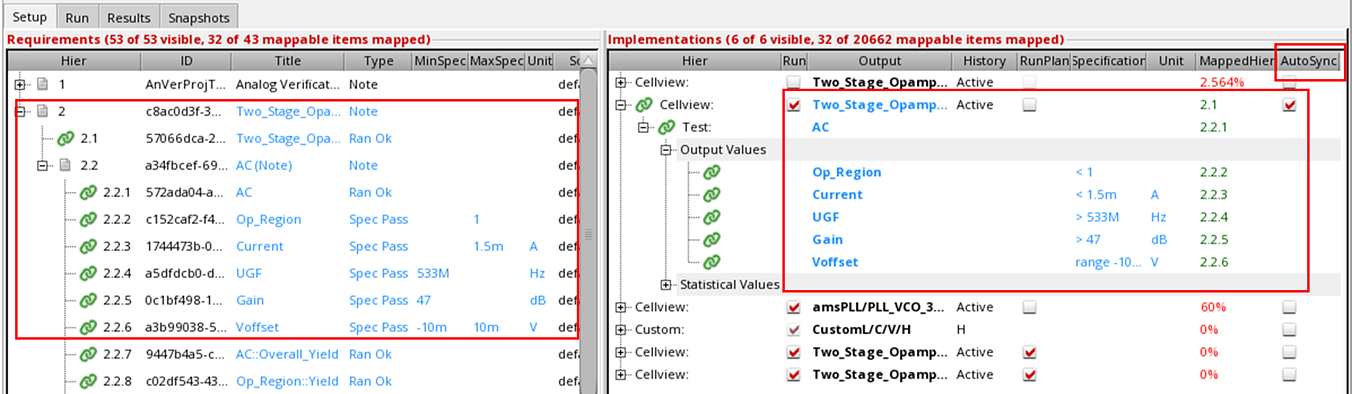 Setup Run Results Snapshots
Requirements (53 of 53 visible, 32 of 43 mappable items mapped)
Hier ID Title Type MinSpec MaxSpec Unit Sc
1 AnVerProjT... Analog Verificat... Note def
2 c8ac0d3f-3... Two_Stage_Opa... Note def
2.1 57066dca-2... Two_Stage_Opa... Ran Ok def
2.2 a34fbcef-69... AC (Note) Note def
2.2.1 572ada04-a... AC Ran Ok def
2.2.2 c152caf2-f4... Op_Region Spec Pass 1 def
2.2.3 1744473b-0... Current Spec Pass 1.5m A def
2.2.4 a5dfdcb0-d... UGF Spec Pass 533M Hz def
2.2.5 0c1bf498-1... Gain Spec Pass 47 dB def
2.2.6 a3b99038-5... Voffset Spec Pass -10m 10m V def
2.2.7 9447b4a5-c... AC::Overall_Yield Ran Ok def
2.2.8 c02df543-43... Op_Region::Yield Ran Ok def
Implementations (6 of 6 visible, 32 of 20662 mappable items mapped)
Hier Run Output History RunPlan Specification Unit MappedHier AutoSync
Cellview: Two_Stage_Opamp... Active 2.564%
Cellview: Two_Stage_Opamp... Active 2.1
Test: AC 2.2.1
Output Values
Op_Region < 1 2.2.2
Current < 1.5m A 2.2.3
UGF > 533M Hz 2.2.4
Gain > 47 dB 2.2.5
Voffset range -10... V 2.2.6
Statistical Values
Cellview: amsPLL/PLL_VCO_3... Active 60%
Custom: CustomL/C/V/H H 0%
Cellview: Two_Stage_Opamp... Active 0%
Cellview: Two_Stage_Opamp... Active 0%